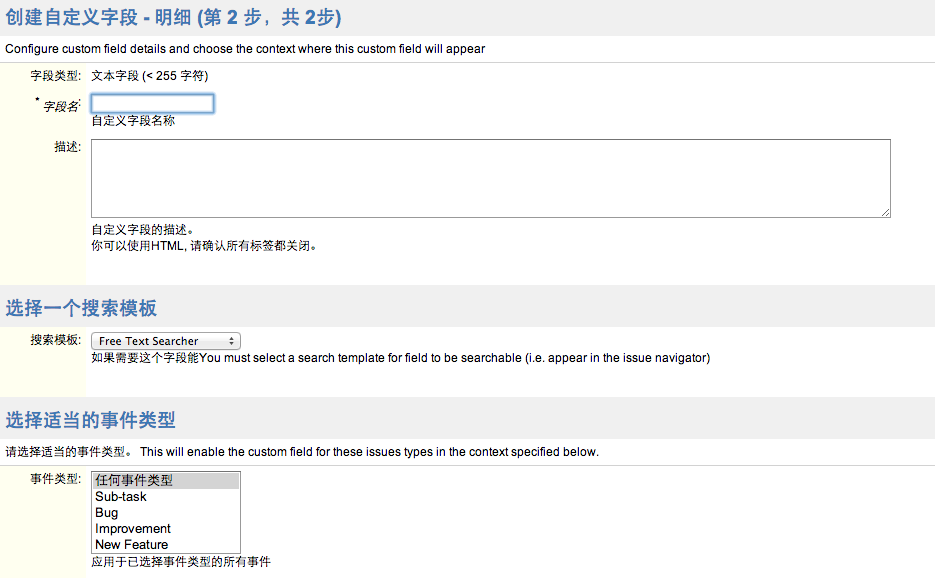 创建自定义字段 - 明细 (第 2 步，共 2步)
Configure custom field details and choose the context where this custom field will appear
字段类型: 文本字段 (< 255 字符)
* 字段名:
自定义字段名称
描述:
自定义字段的描述。
你可以使用HTML, 请确认所有标签都关闭。
选择一个搜索模板
搜索模板: Free Text Searcher
如果需要这个字段能You must select a search template for field to be searchable (i.e. appear in the issue navigator)
选择适当的事件类型
请选择适当的事件类型。 This will enable the custom field for these issues types in the context specified below.
事件类型: 任何事件类型
Sub-task
Bug
Improvement
New Feature
应用于已选择事件类型的所有事件